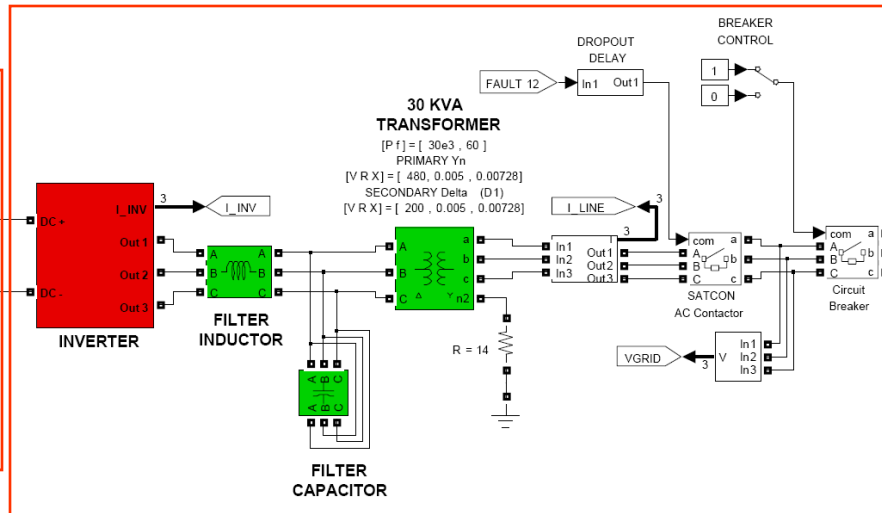 BREAKER
CONTROL
DROPOUT
DELAY
FAULT 12
In1 Out1
1
0
30 KVA
TRANSFORMER
[P f] = [ 30e3 , 60 ]
PRIMARY Yn
[V R X] = [ 480, 0.005 , 0.00728]
SECONDARY Delta (D1)
[V R X] = [ 200 , 0.005 , 0.00728]
3
I_INV
I_INV
DC +
DC -
Out 1
Out 2
Out 3
INVERTER
A A
B B
C C
FILTER
INDUCTOR
A a
B b
C c
Δ Y n2
R = 14
A B C
A B C
FILTER
CAPACITOR
I_LINE
3
3
I
In1 Out1
In2 Out2
In3 Out3
com a
A
B b
C c
SATCON
AC Contactor
com a
A
B b
C c
Circuit
Breaker
VGRID
3
V
In1
In2
In3